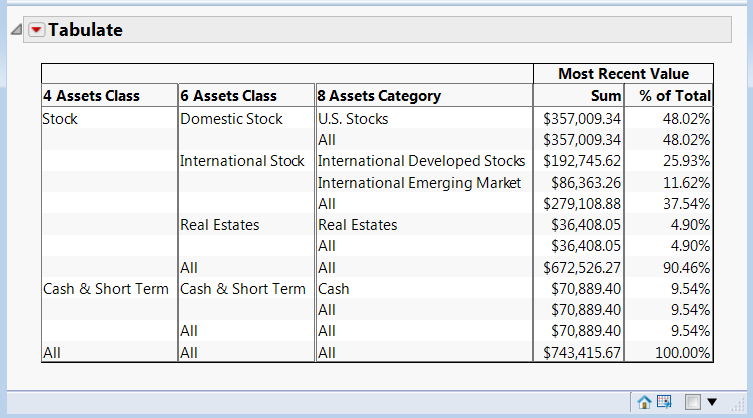 Tabulate
Most Recent Value
4 Assets Class 6 Assets Class 8 Assets Category Sum % of Total
Stock Domestic Stock U.S. Stocks $357,009.34 48.02%
All $357,009.34 48.02%
International Stock International Developed Stocks $192,745.62 25.93%
International Emerging Market $86,363.26 11.62%
All $279,108.88 37.54%
Real Estates Real Estates $36,408.05 4.90%
All $36,408.05 4.90%
All All $672,526.27 90.46%
Cash & Short Term Cash & Short Term Cash $70,889.40 9.54%
All $70,889.40 9.54%
All All $70,889.40 9.54%
All All All $743,415.67 100.00%